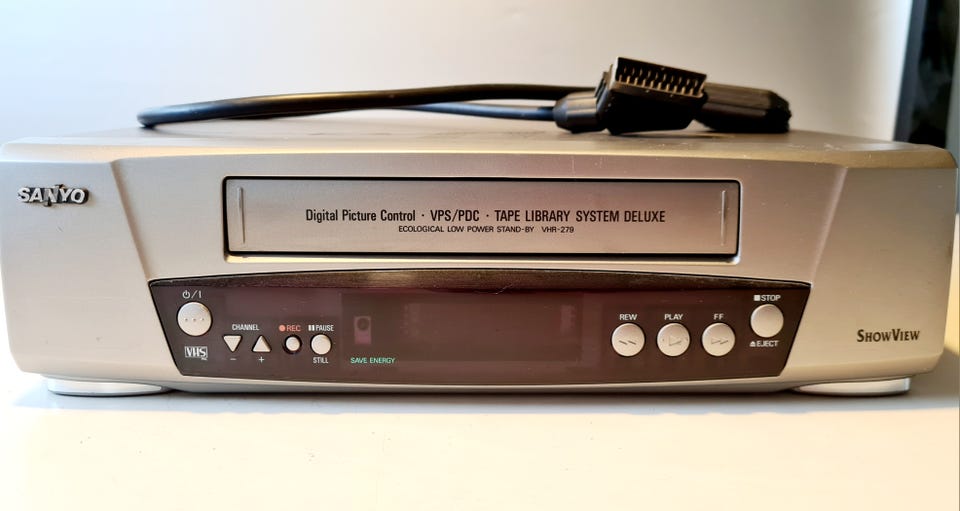 SANYO
Digital Picture Control · VPS/PDC · TAPE LIBRARY SYSTEM DELUXE
ECOLOGICAL LOW POWER STAND-BY VHR-279
⏻/I
CHANNEL
●REC
▮▮PAUSE
− +
STILL
VHS
SAVE ENERGY
REW
PLAY
FF
■STOP
⏏EJECT
SHOWVIEW